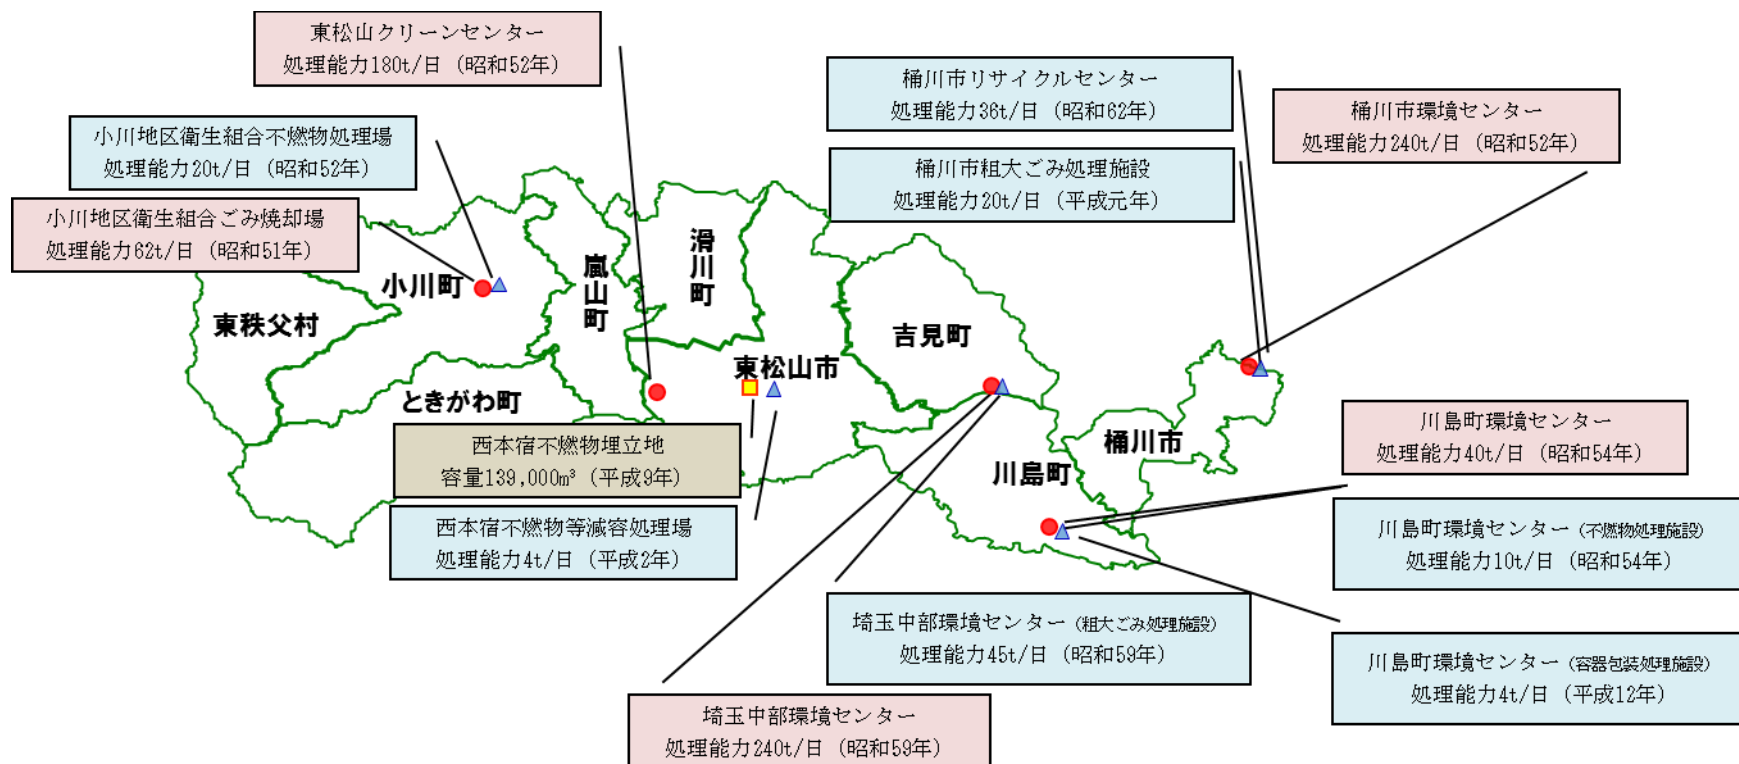 東松山クリーンセンター
処理能力180t/日（昭和52年）
桶川市リサイクルセンター
処理能力36t/日（昭和62年）
桶川市環境センター
処理能力240t/日（昭和52年）
小川地区衛生組合不燃物処理場
処理能力20t/日（昭和52年）
桶川市粗大ごみ処理施設
処理能力20t/日（平成元年）
小川地区衛生組合ごみ焼却場
処理能力62t/日（昭和51年）
滑川町
嵐山町
小川町
東秩父村
吉見町
東松山市
ときがわ町
桶川市
川島町
川島町環境センター
処理能力40t/日（昭和54年）
西本宿不燃物埋立地
容量139,000m³（平成9年）
西本宿不燃物等減容処理場
処理能力4t/日（平成2年）
川島町環境センター（不燃物処理施設）
処理能力10t/日（昭和54年）
埼玉中部環境センター（粗大ごみ処理施設）
処理能力45t/日（昭和59年）
川島町環境センター（容器包装処理施設）
処理能力4t/日（平成12年）
埼玉中部環境センター
処理能力240t/日（昭和59年）